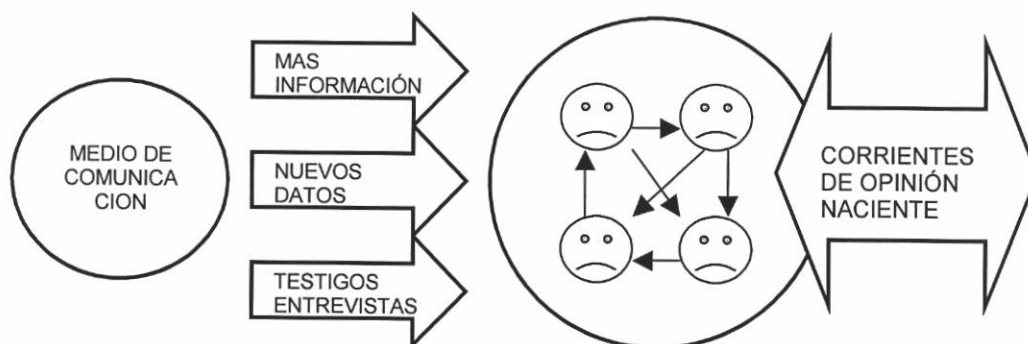 MEDIO DE
COMUNICA
CION
MAS
INFORMACIÓN
NUEVOS
DATOS
TESTIGOS
ENTREVISTAS
CORRIENTES
DE OPINIÓN
NACIENTE